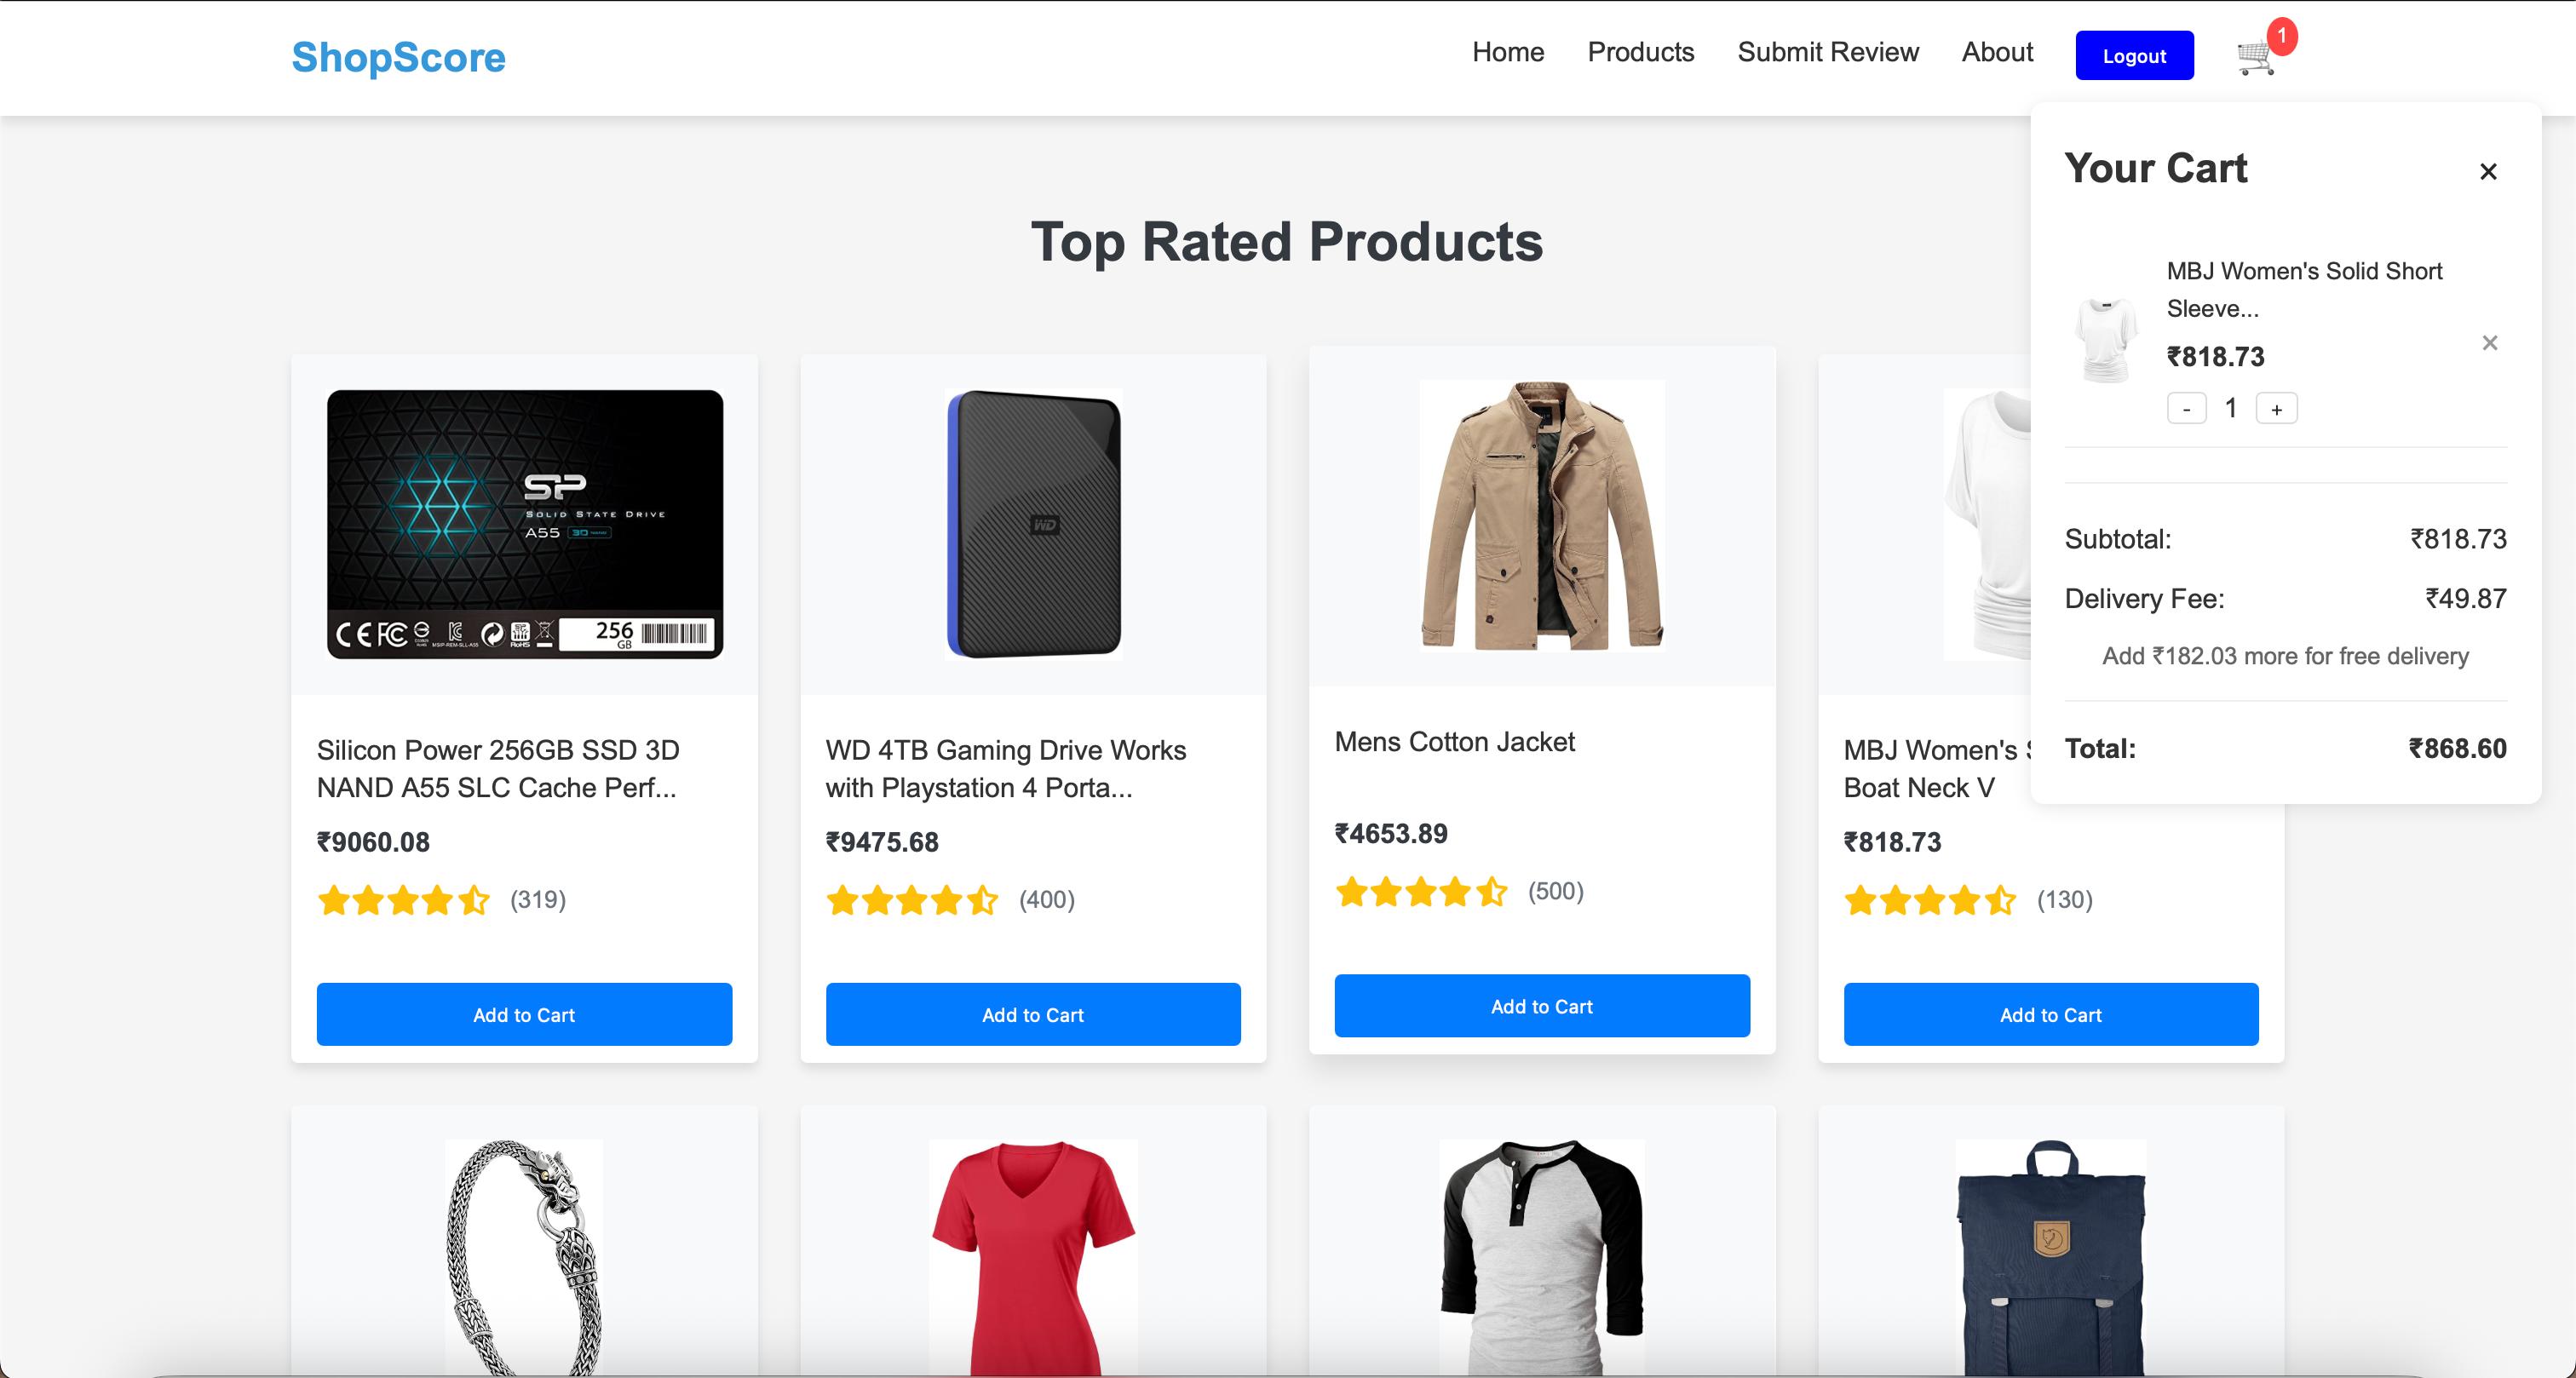 ShopScore
Home
Products
Submit Review
About
Logout
1
Your Cart
×
MBJ Women's Solid Short
Sleeve...
₹818.73
×
- 1 +
Subtotal: ₹818.73
Delivery Fee: ₹49.87
Add ₹182.03 more for free delivery
Total: ₹868.60
Top Rated Products
SP
SOLID STATE DRIVE
A55 3D NAND
CE FC
RoHS
256
GB
Silicon Power 256GB SSD 3D
NAND A55 SLC Cache Perf...
₹9060.08
(319)
Add to Cart
WD
WD 4TB Gaming Drive Works
with Playstation 4 Porta...
₹9475.68
(400)
Add to Cart
Mens Cotton Jacket
₹4653.89
(500)
Add to Cart
MBJ Women's
Boat Neck V
₹818.73
(130)
Add to Cart